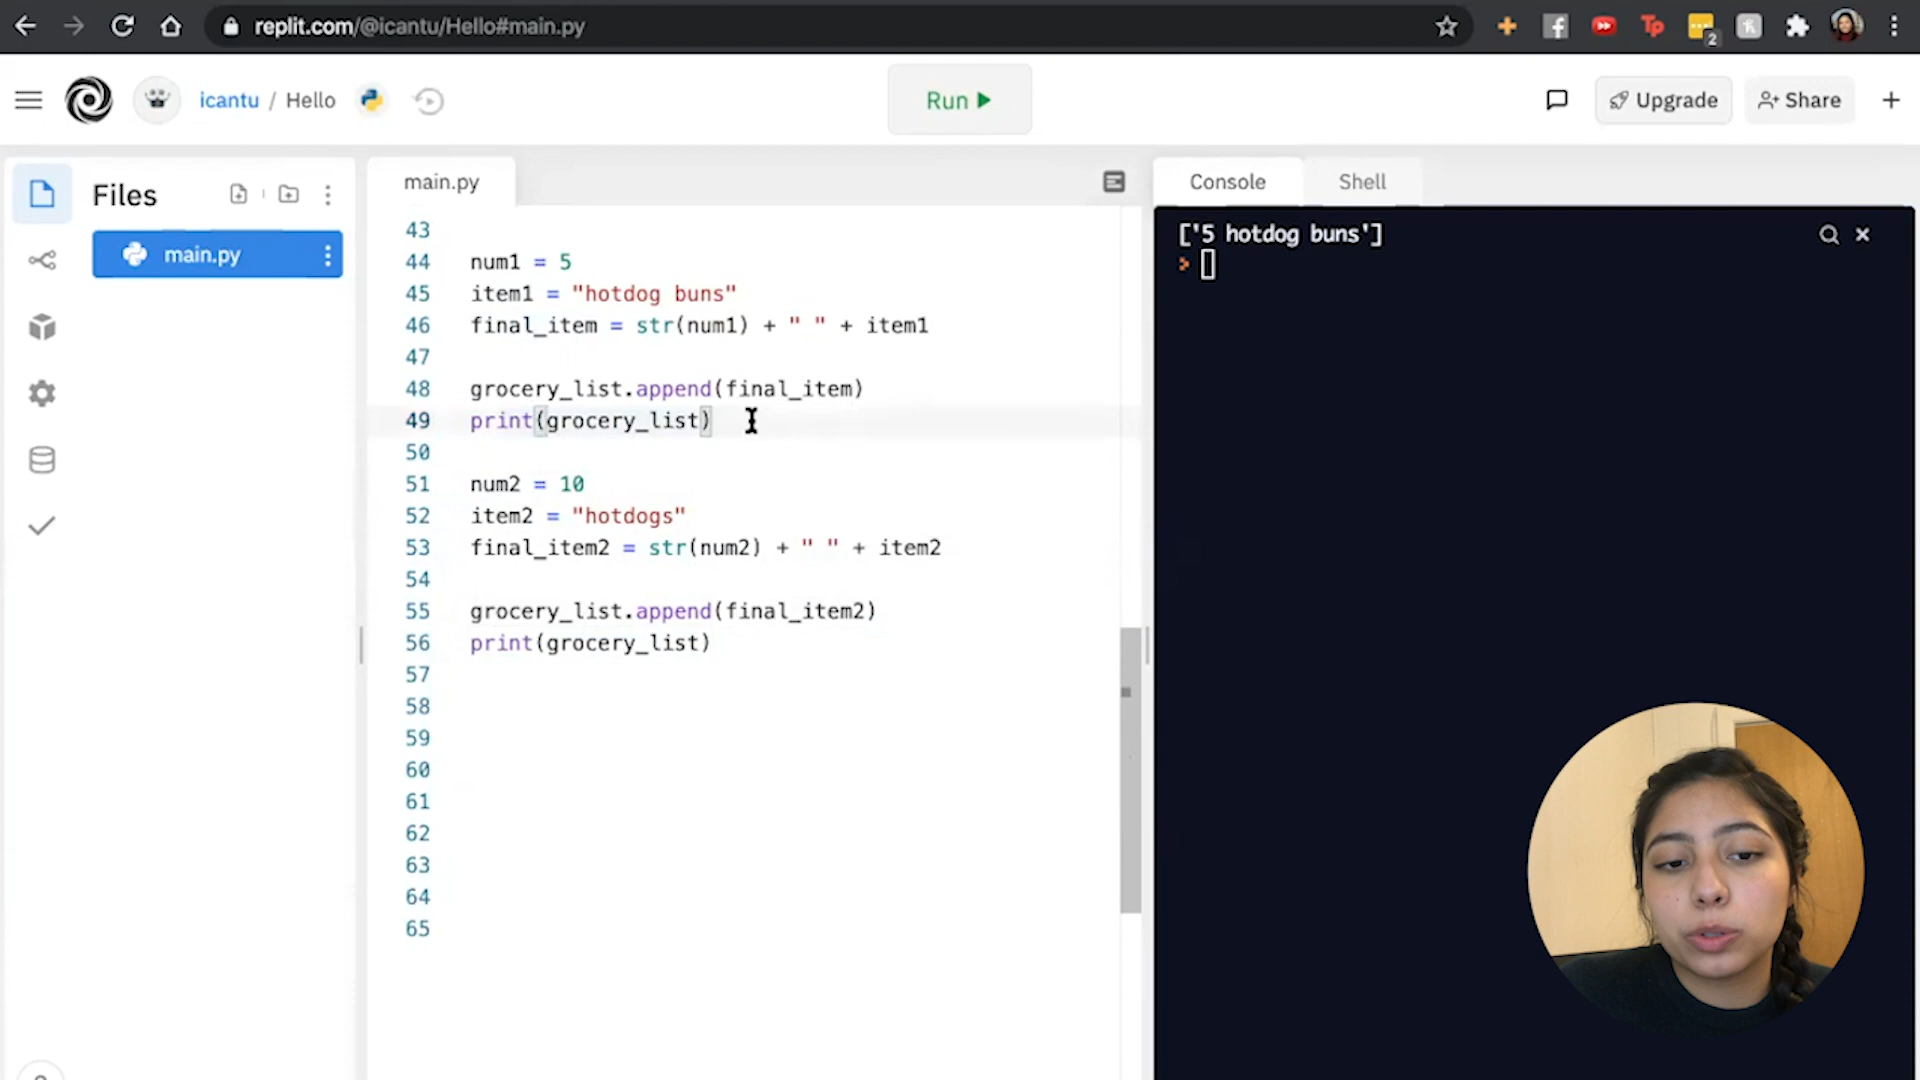 replit.com/@icantu/Hello#main.py
Tp
2
icantu / Hello
Run
Upgrade
Share
Files
main.py
main.py
Console
Shell
43
44 num1 = 5
45 item1 = "hotdog buns"
46 final_item = str(num1) + " " + item1
47
48 grocery_list.append(final_item)
49 print(grocery_list)
50
51 num2 = 10
52 item2 = "hotdogs"
53 final_item2 = str(num2) + " " + item2
54
55 grocery_list.append(final_item2)
56 print(grocery_list)
57
58
59
60
61
62
63
64
65
['5 hotdog buns']
>